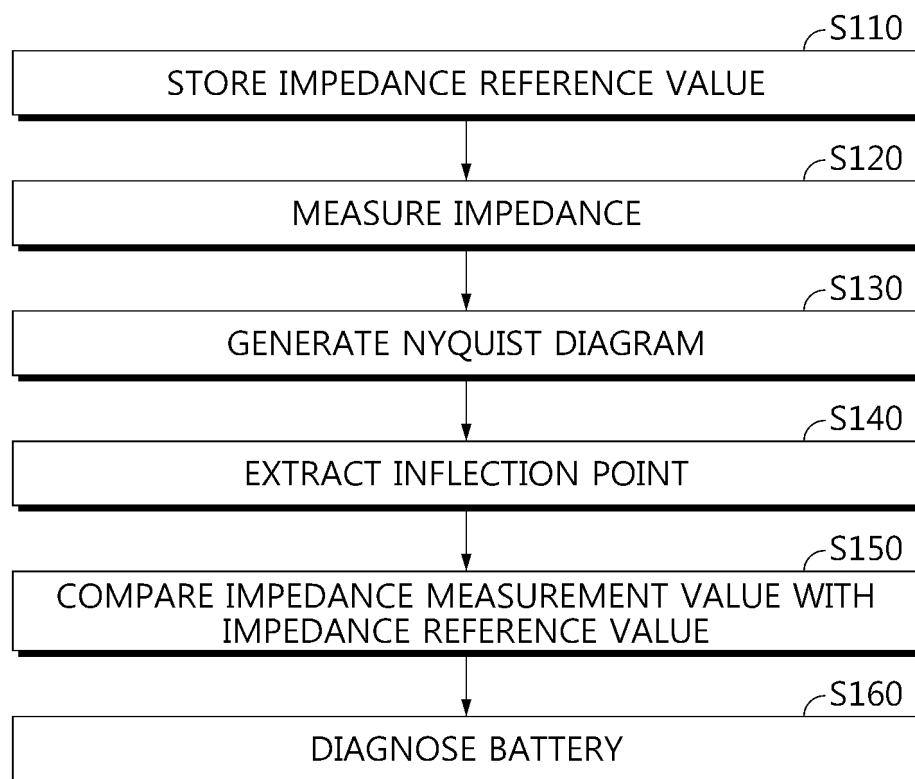 S110
STORE IMPEDANCE REFERENCE VALUE
S120
MEASURE IMPEDANCE
S130
GENERATE NYQUIST DIAGRAM
S140
EXTRACT INFLECTION POINT
S150
COMPARE IMPEDANCE MEASUREMENT VALUE WITH
IMPEDANCE REFERENCE VALUE
S160
DIAGNOSE BATTERY